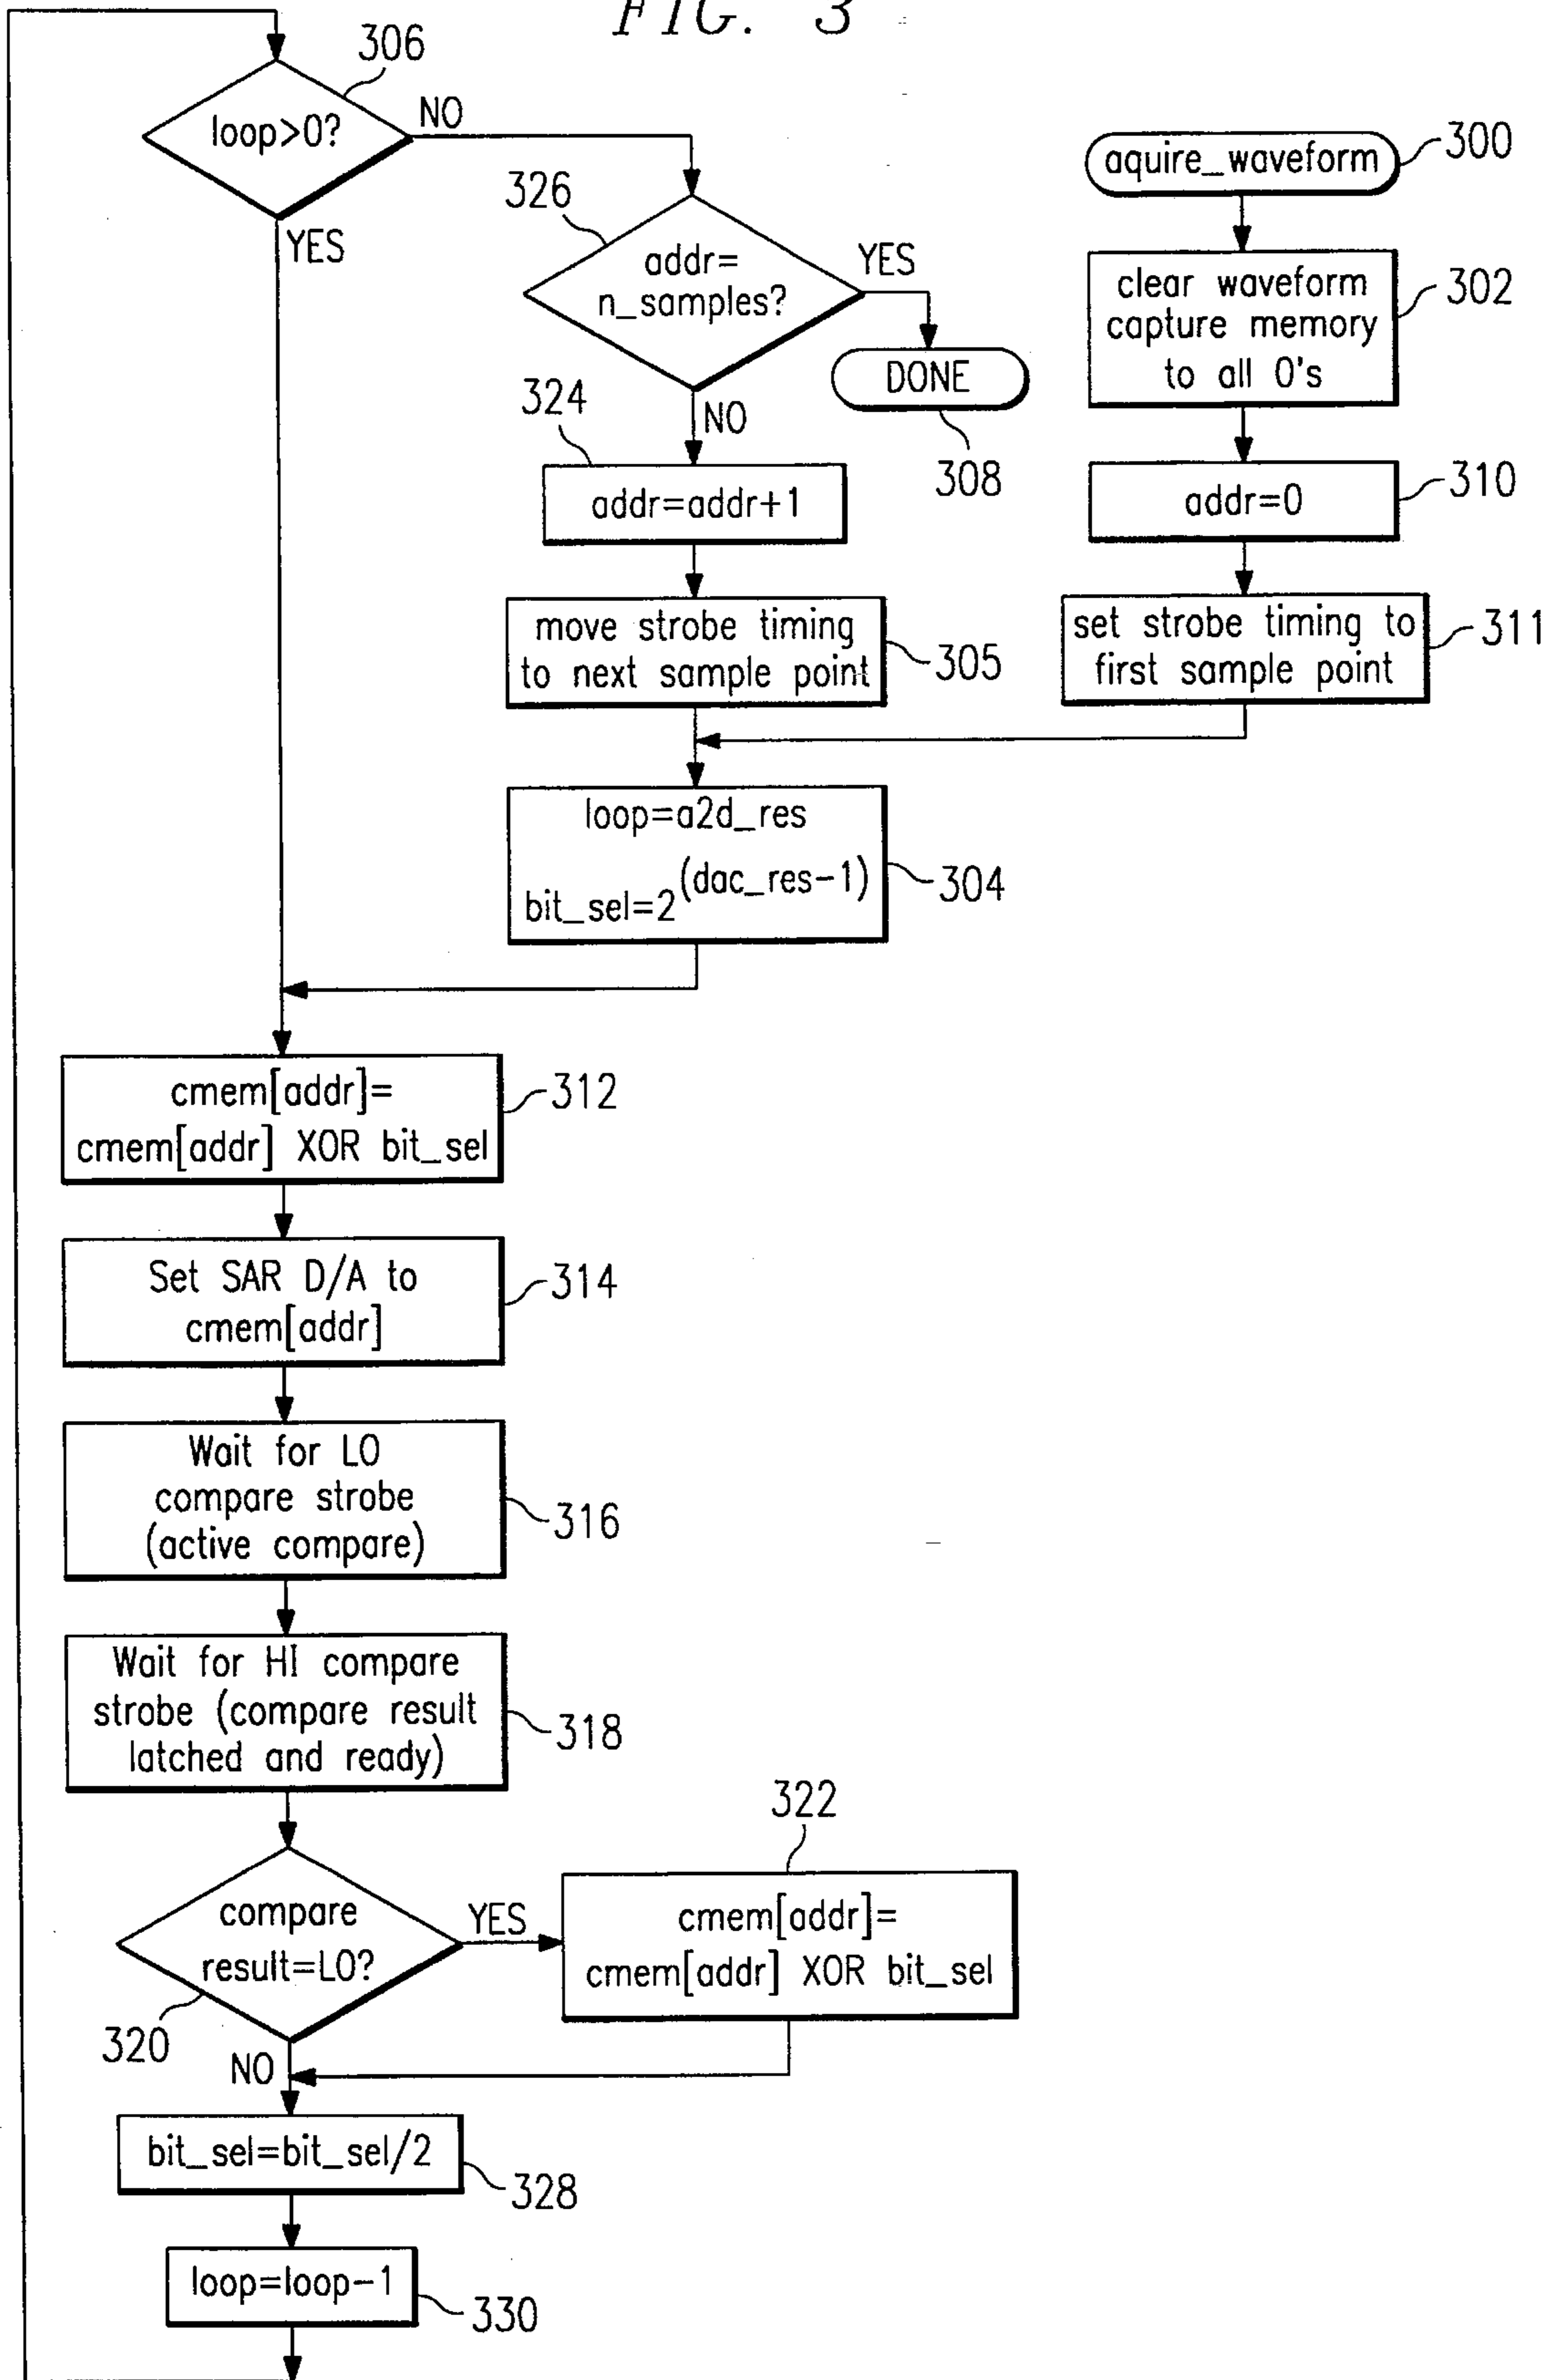 FIG. 3
306
loop>0?
NO
YES
326
addr=
n_samples?
YES
NO
DONE
308
aquire_waveform
300
clear waveform
capture memory
to all 0's
302
324
addr=addr+1
addr=0
310
move strobe timing
to next sample point
305
set strobe timing to
first sample point
311
loop=a2d_res
bit_sel=2(dac_res-1)
304
cmem[addr]=
cmem[addr] XOR bit_sel
312
Set SAR D/A to
cmem[addr]
314
Wait for LO
compare strobe
(active compare)
316
Wait for HI compare
strobe (compare result
latched and ready)
318
compare
result=LO?
320
YES
NO
322
cmem[addr]=
cmem[addr] XOR bit_sel
bit_sel=bit_sel/2
328
loop=loop-1
330